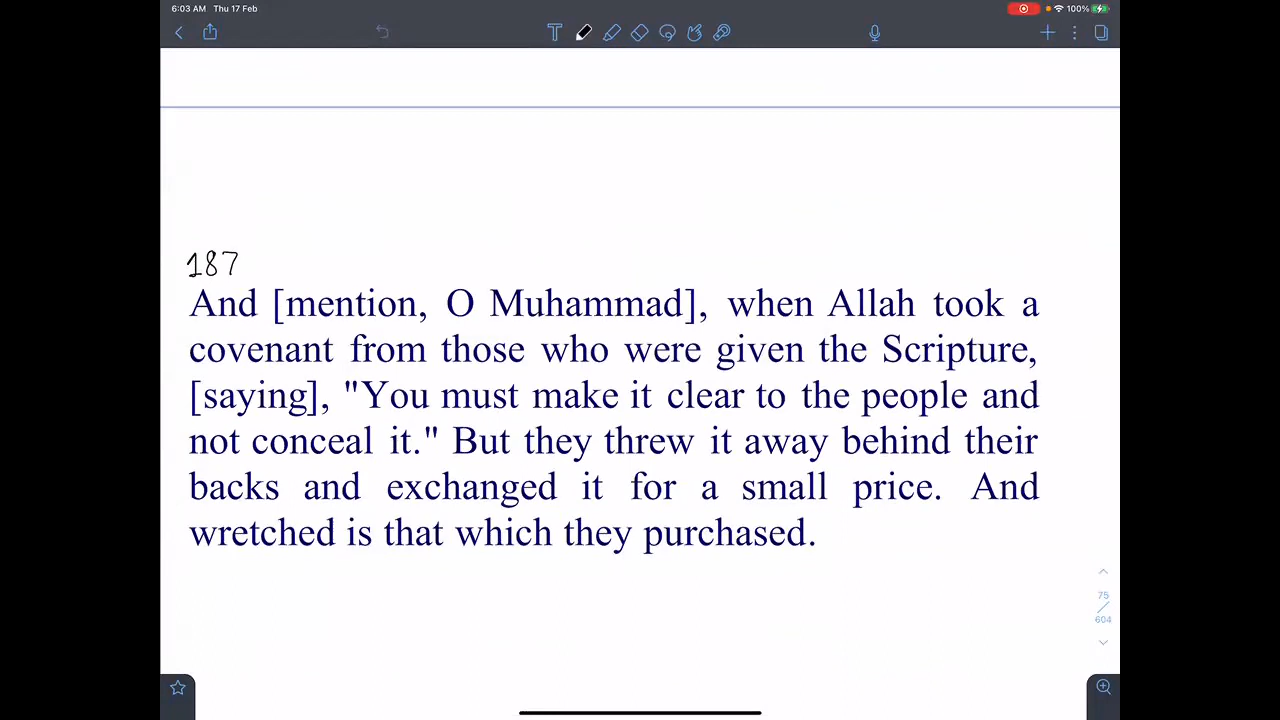 6:03 AM Thu 17 Feb
100%
187
And [mention, O Muhammad], when Allah took a
covenant from those who were given the Scripture,
[saying], "You must make it clear to the people and
not conceal it." But they threw it away behind their
backs and exchanged it for a small price. And
wretched is that which they purchased.
75
604